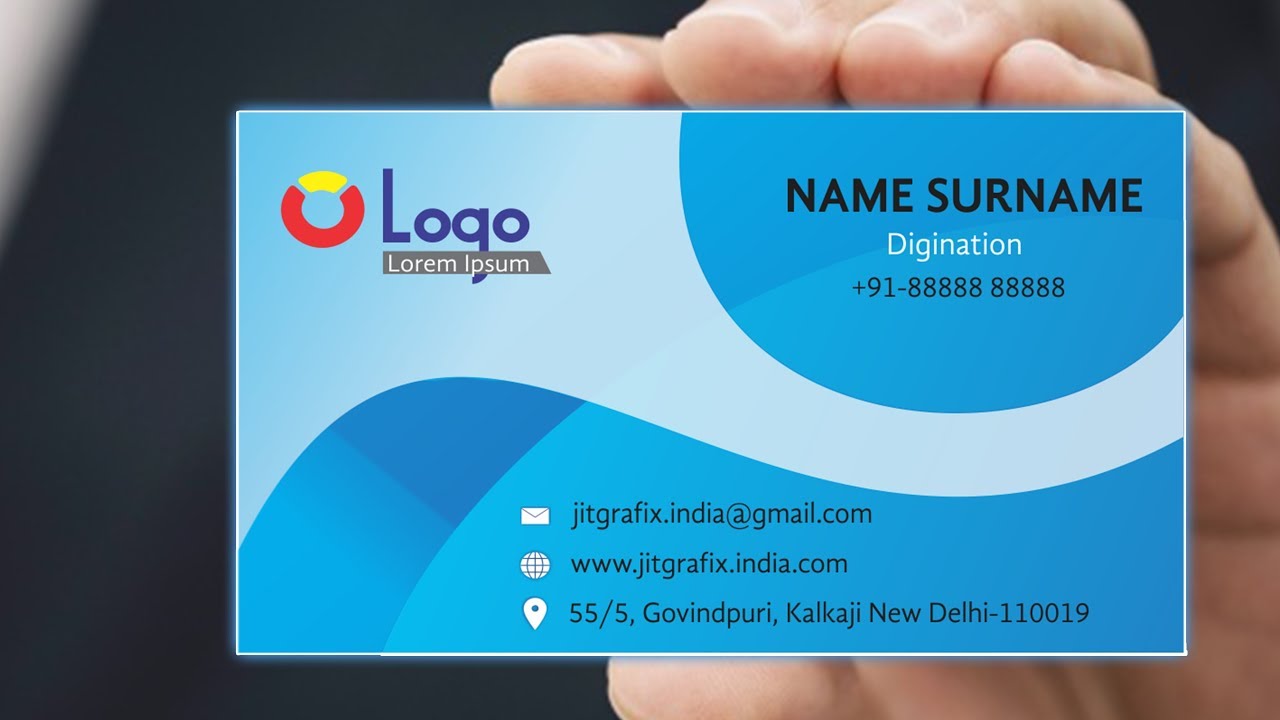 Logo
Lorem Ipsum
NAME SURNAME
Digination
+91-88888 88888
jitgrafix.india@gmail.com
www.jitgrafix.india.com
55/5, Govindpuri, Kalkaji New Delhi-110019